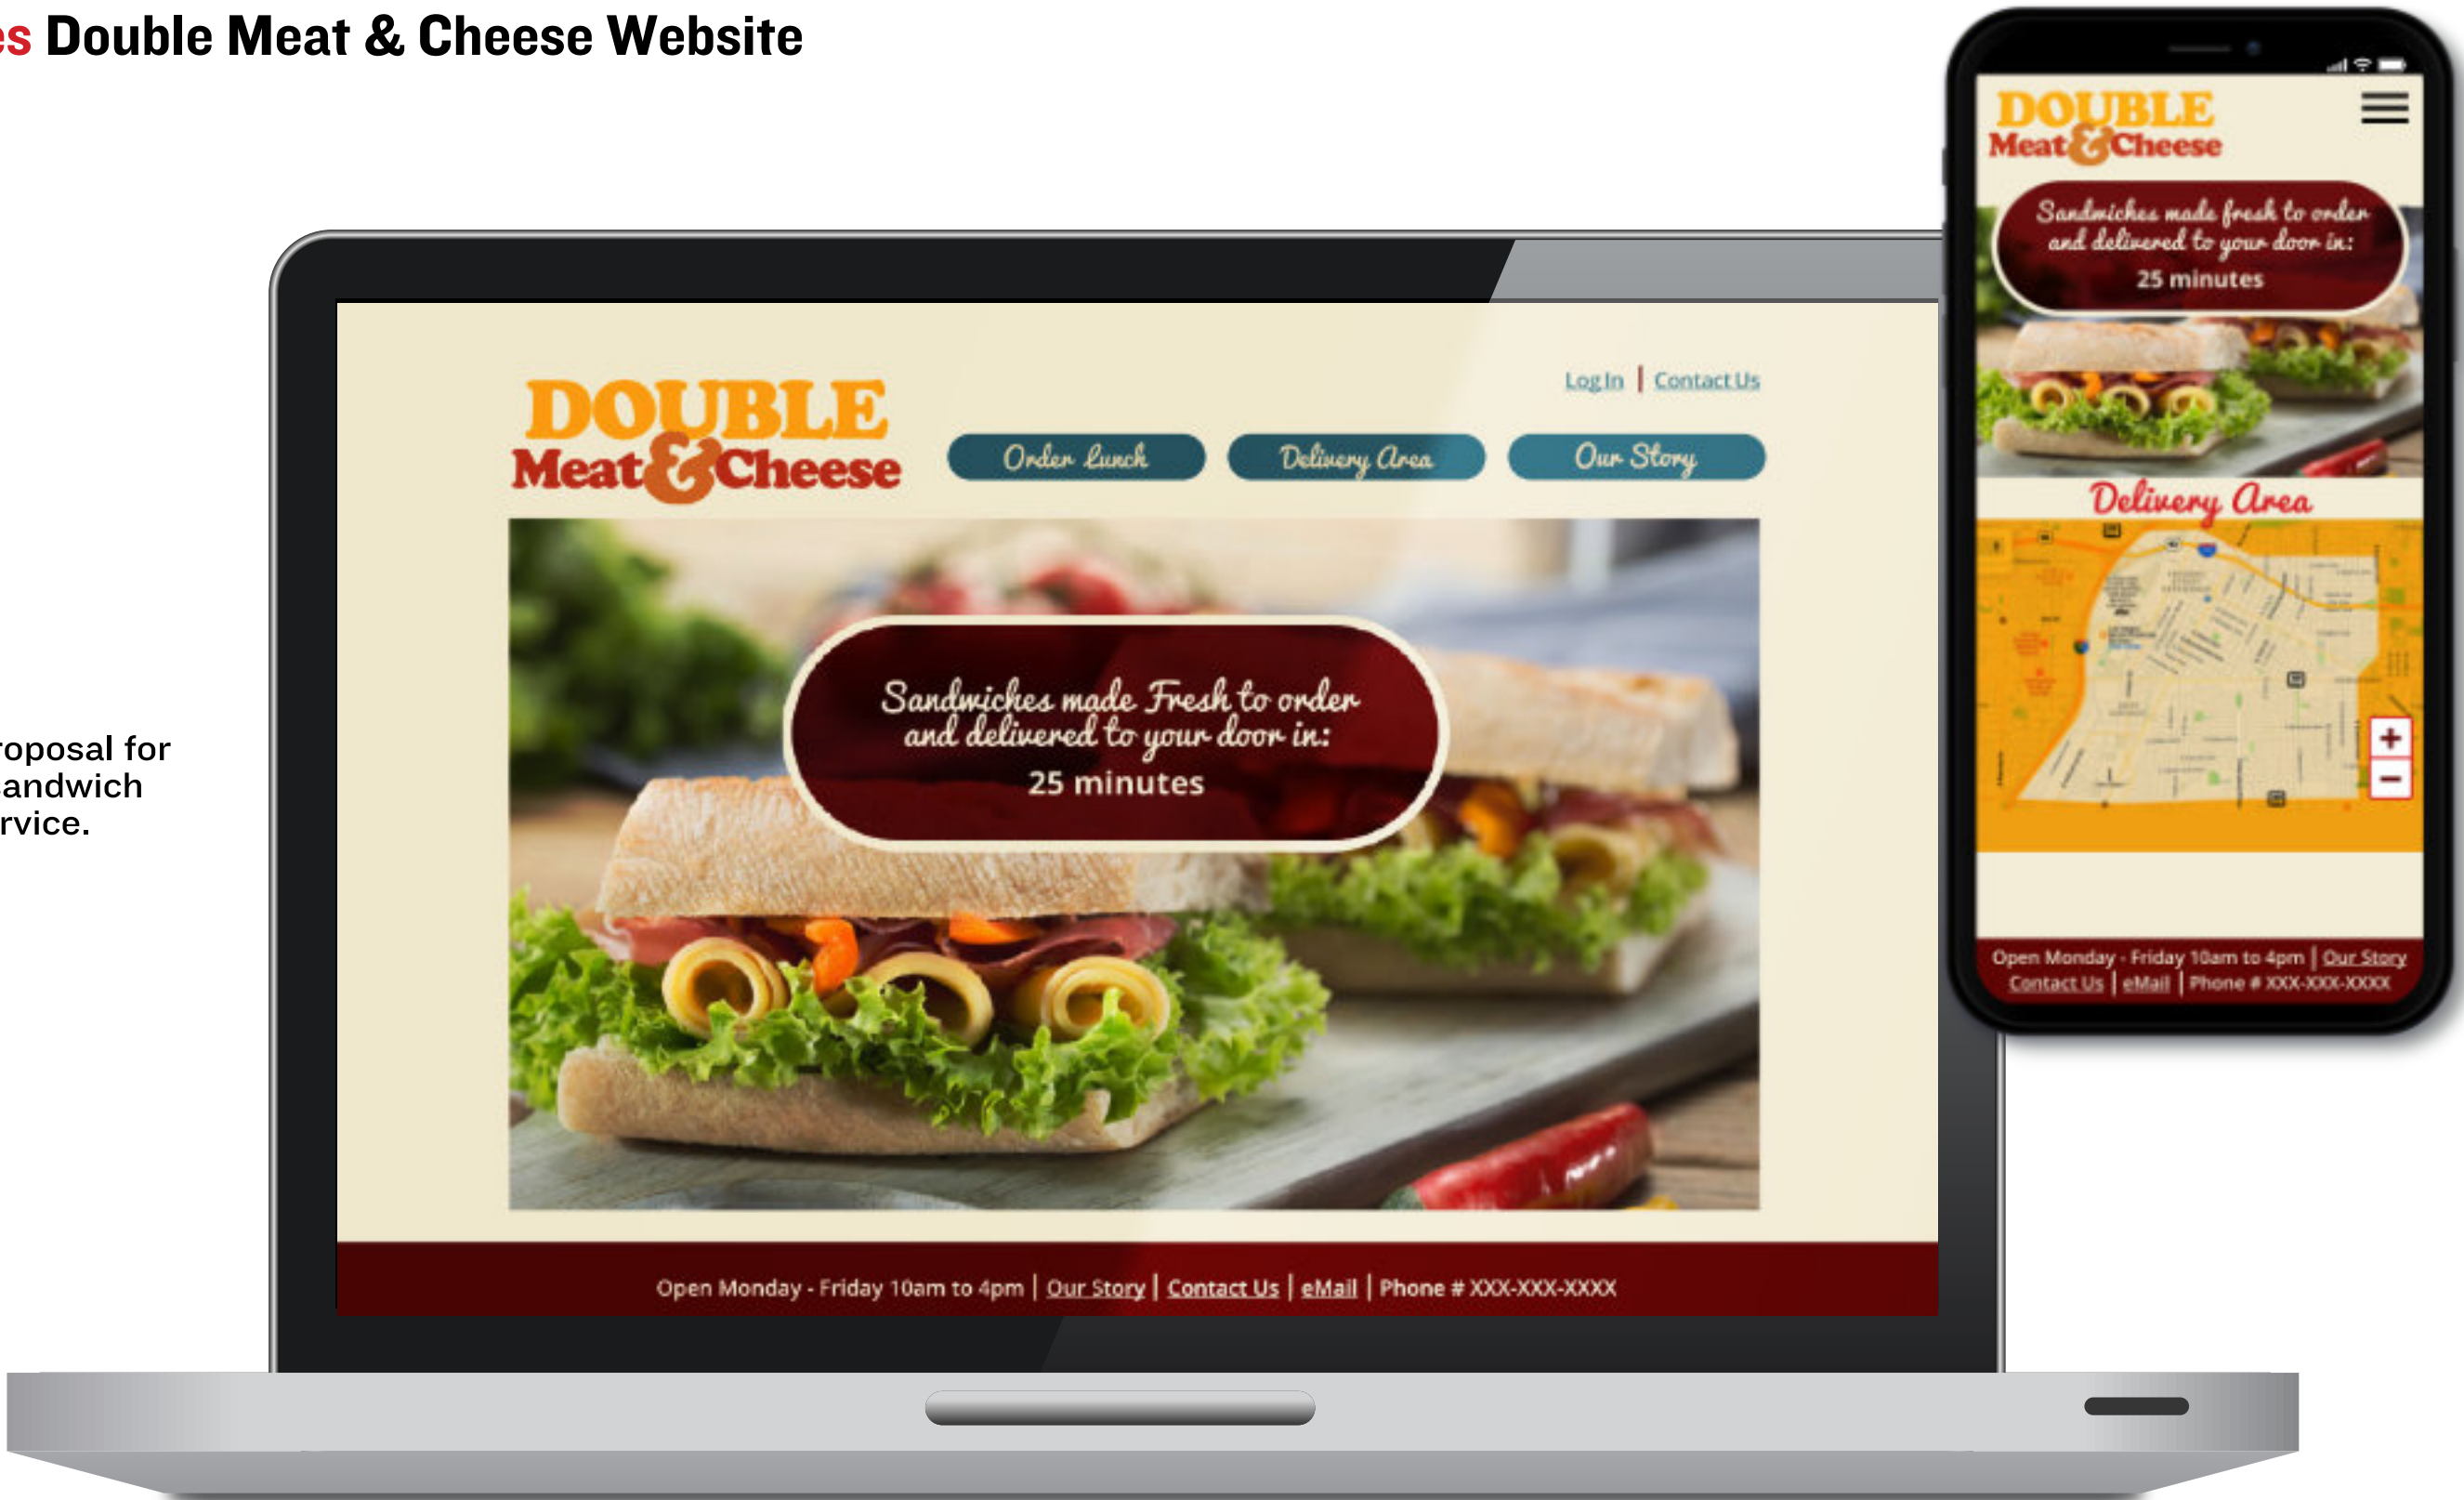 es Double Meat & Cheese Website
roposal for
andwich
rvice.
DOUBLE
Meat & Cheese
Log In | Contact Us
Order Lunch
Delivery Area
Our Story
Sandwiches made Fresh to order
and delivered to your door in:
25 minutes
Open Monday - Friday 10am to 4pm | Our Story | Contact Us | eMail | Phone # XXX-XXX-XXXX
DOUBLE
Meat & Cheese
Sandwiches made fresh to order
and delivered to your door in:
25 minutes
Delivery Area
+
−
Open Monday - Friday 10am to 4pm | Our Story
Contact Us | eMail | Phone # XXX-XXX-XXXX